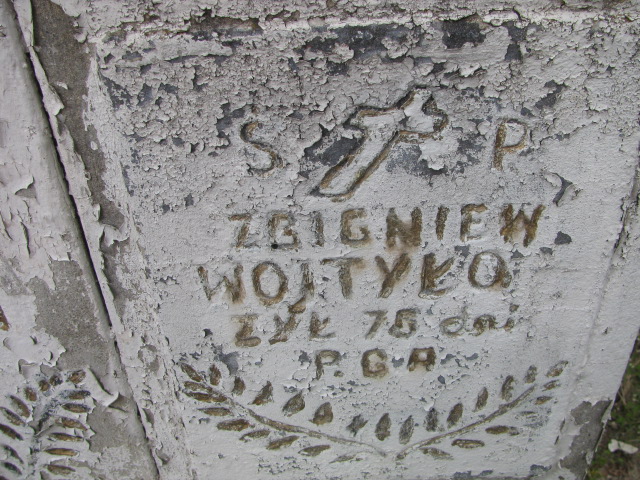 S P
ZBIGNIEW
WOJTYŁO
ŻYŁ 75 dni
P.G.A